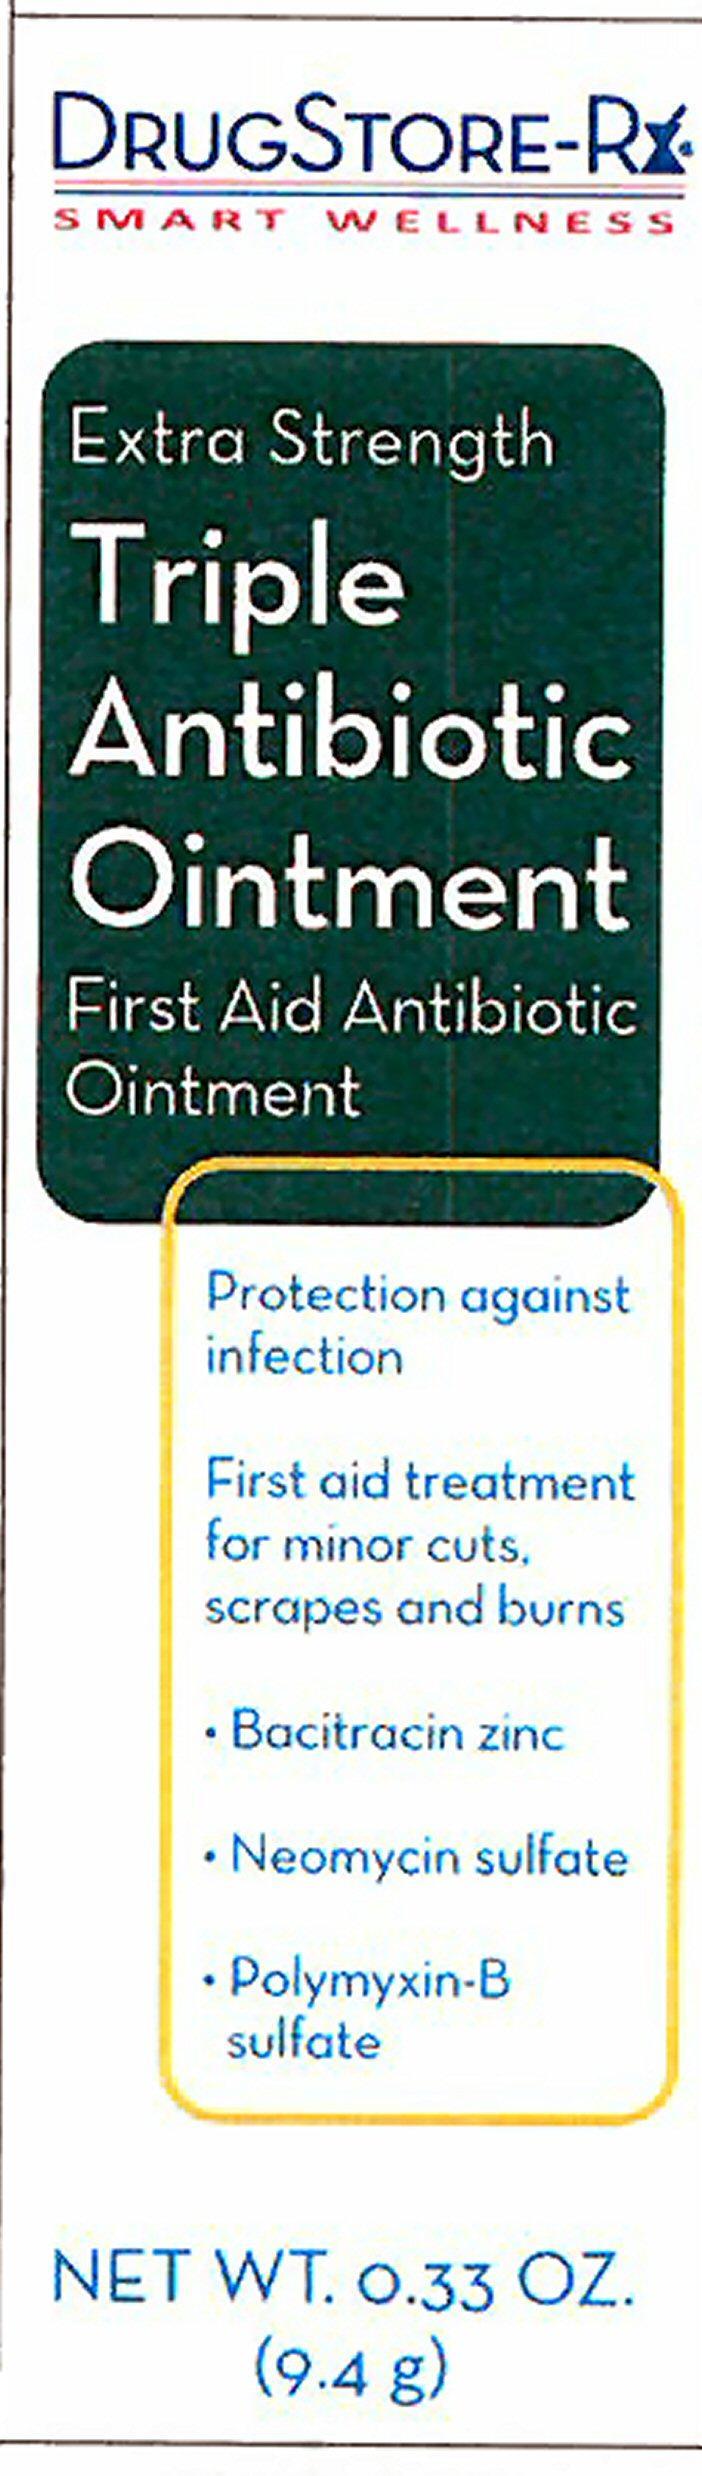 DRUGSTORE-Rx
SMART WELLNESS
Extra Strength
Triple
Antibiotic
Ointment
First Aid Antibiotic
Ointment
Protection against
infection
First aid treatment
for minor cuts,
scrapes and burns
• Bacitracin zinc
• Neomycin sulfate
• Polymyxin-B
sulfate
NET WT. 0.33 OZ.
(9.4 g)